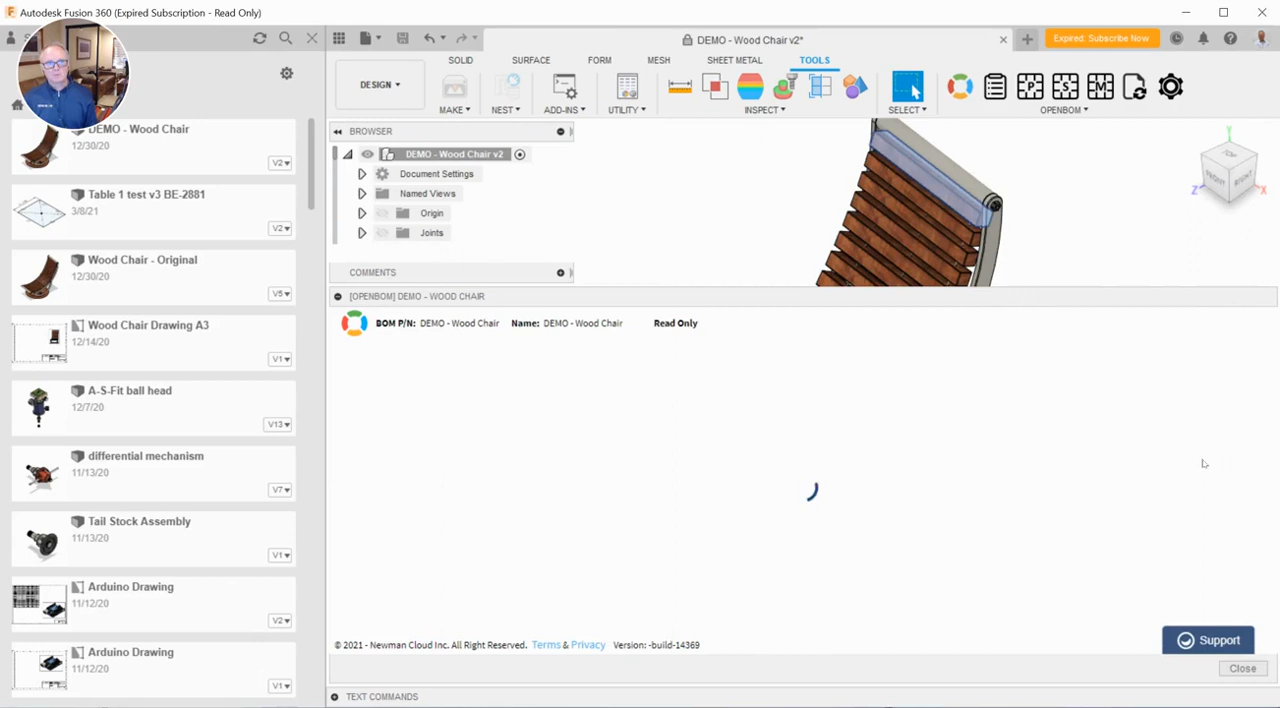 Autodesk Fusion 360 (Expired Subscription - Read Only)
DEMO - Wood Chair v2*
Expired: Subscribe Now
DESIGN
SOLID SURFACE FORM MESH SHEET METAL TOOLS
MAKE NEST ADD-INS UTILITY INSPECT SELECT OPENBOM
P S M
DEMO - Wood Chair
12/30/20
V2
Table 1 test v3 BE-2881
3/8/21
V2
Wood Chair - Original
12/30/20
V5
Wood Chair Drawing A3
12/14/20
V1
A-S-Fit ball head
12/7/20
V13
differential mechanism
11/13/20
V7
Tail Stock Assembly
11/13/20
V1
Arduino Drawing
11/12/20
V2
Arduino Drawing
11/12/20
V1
BROWSER
DEMO - Wood Chair v2
Document Settings
Named Views
Origin
Joints
TOP
FRONT RIGHT
Y
Z X
COMMENTS
[OPENBOM] DEMO - WOOD CHAIR
BOM P/N: DEMO - Wood Chair Name: DEMO - Wood Chair Read Only
© 2021 - Newman Cloud Inc. All Right Reserved. Terms & Privacy Version: -build-14369
Support
Close
TEXT COMMANDS